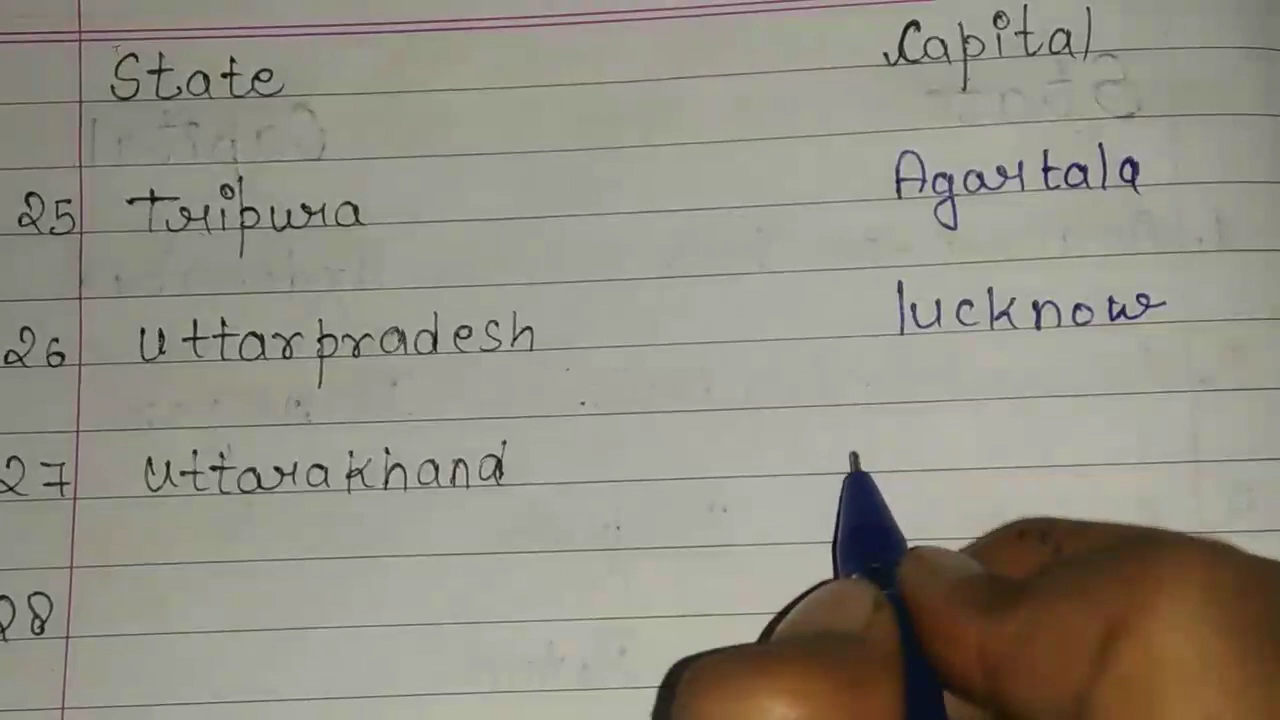 State Capital
25 Tripura Agartala
26 Uttarpradesh lucknow
27 Uttarakhand
28